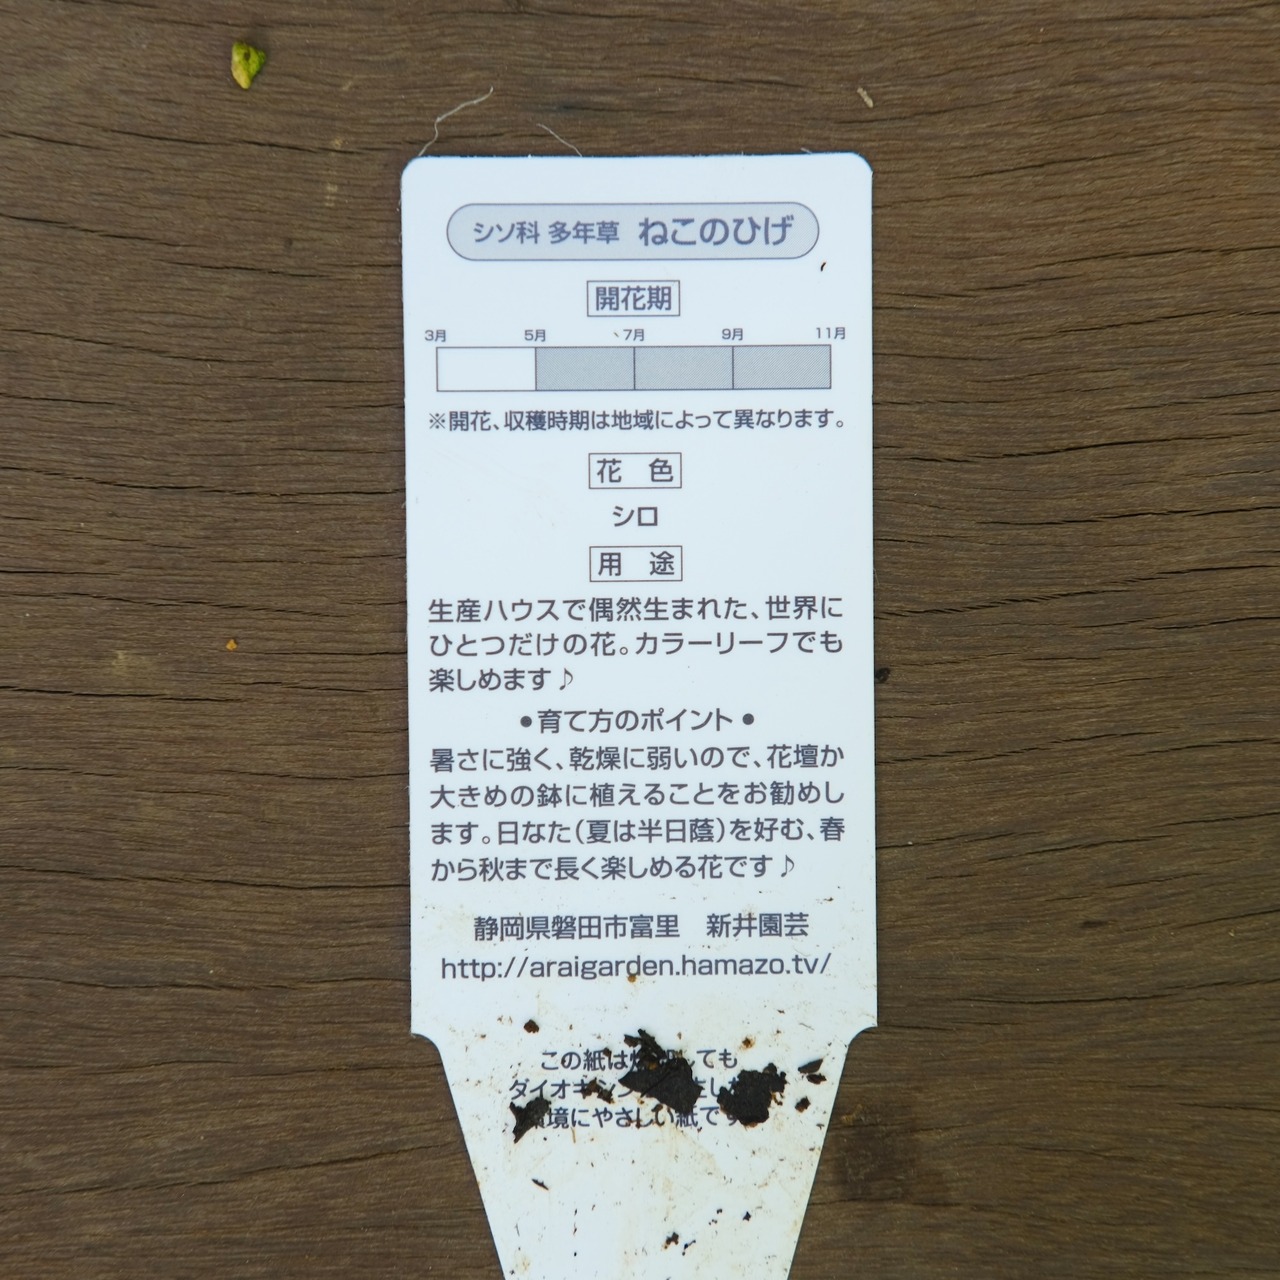 シソ科 多年草 ねこのひげ
開花期
3月 5月 7月 9月 11月
※開花、収穫時期は地域によって異なります。
花 色
シロ
用 途
生産ハウスで偶然生まれた、世界に
ひとつだけの花。カラーリーフでも
楽しめます♪
●育て方のポイント●
暑さに強く、乾燥に弱いので、花壇か
大きめの鉢に植えることをお勧めし
ます。日なた(夏は半日蔭)を好む、春
から秋まで長く楽しめる花です♪
静岡県磐田市富里 新井園芸
http://araigarden.hamazo.tv/
この紙は ても
ダイオキシン
環境にやさしい紙です